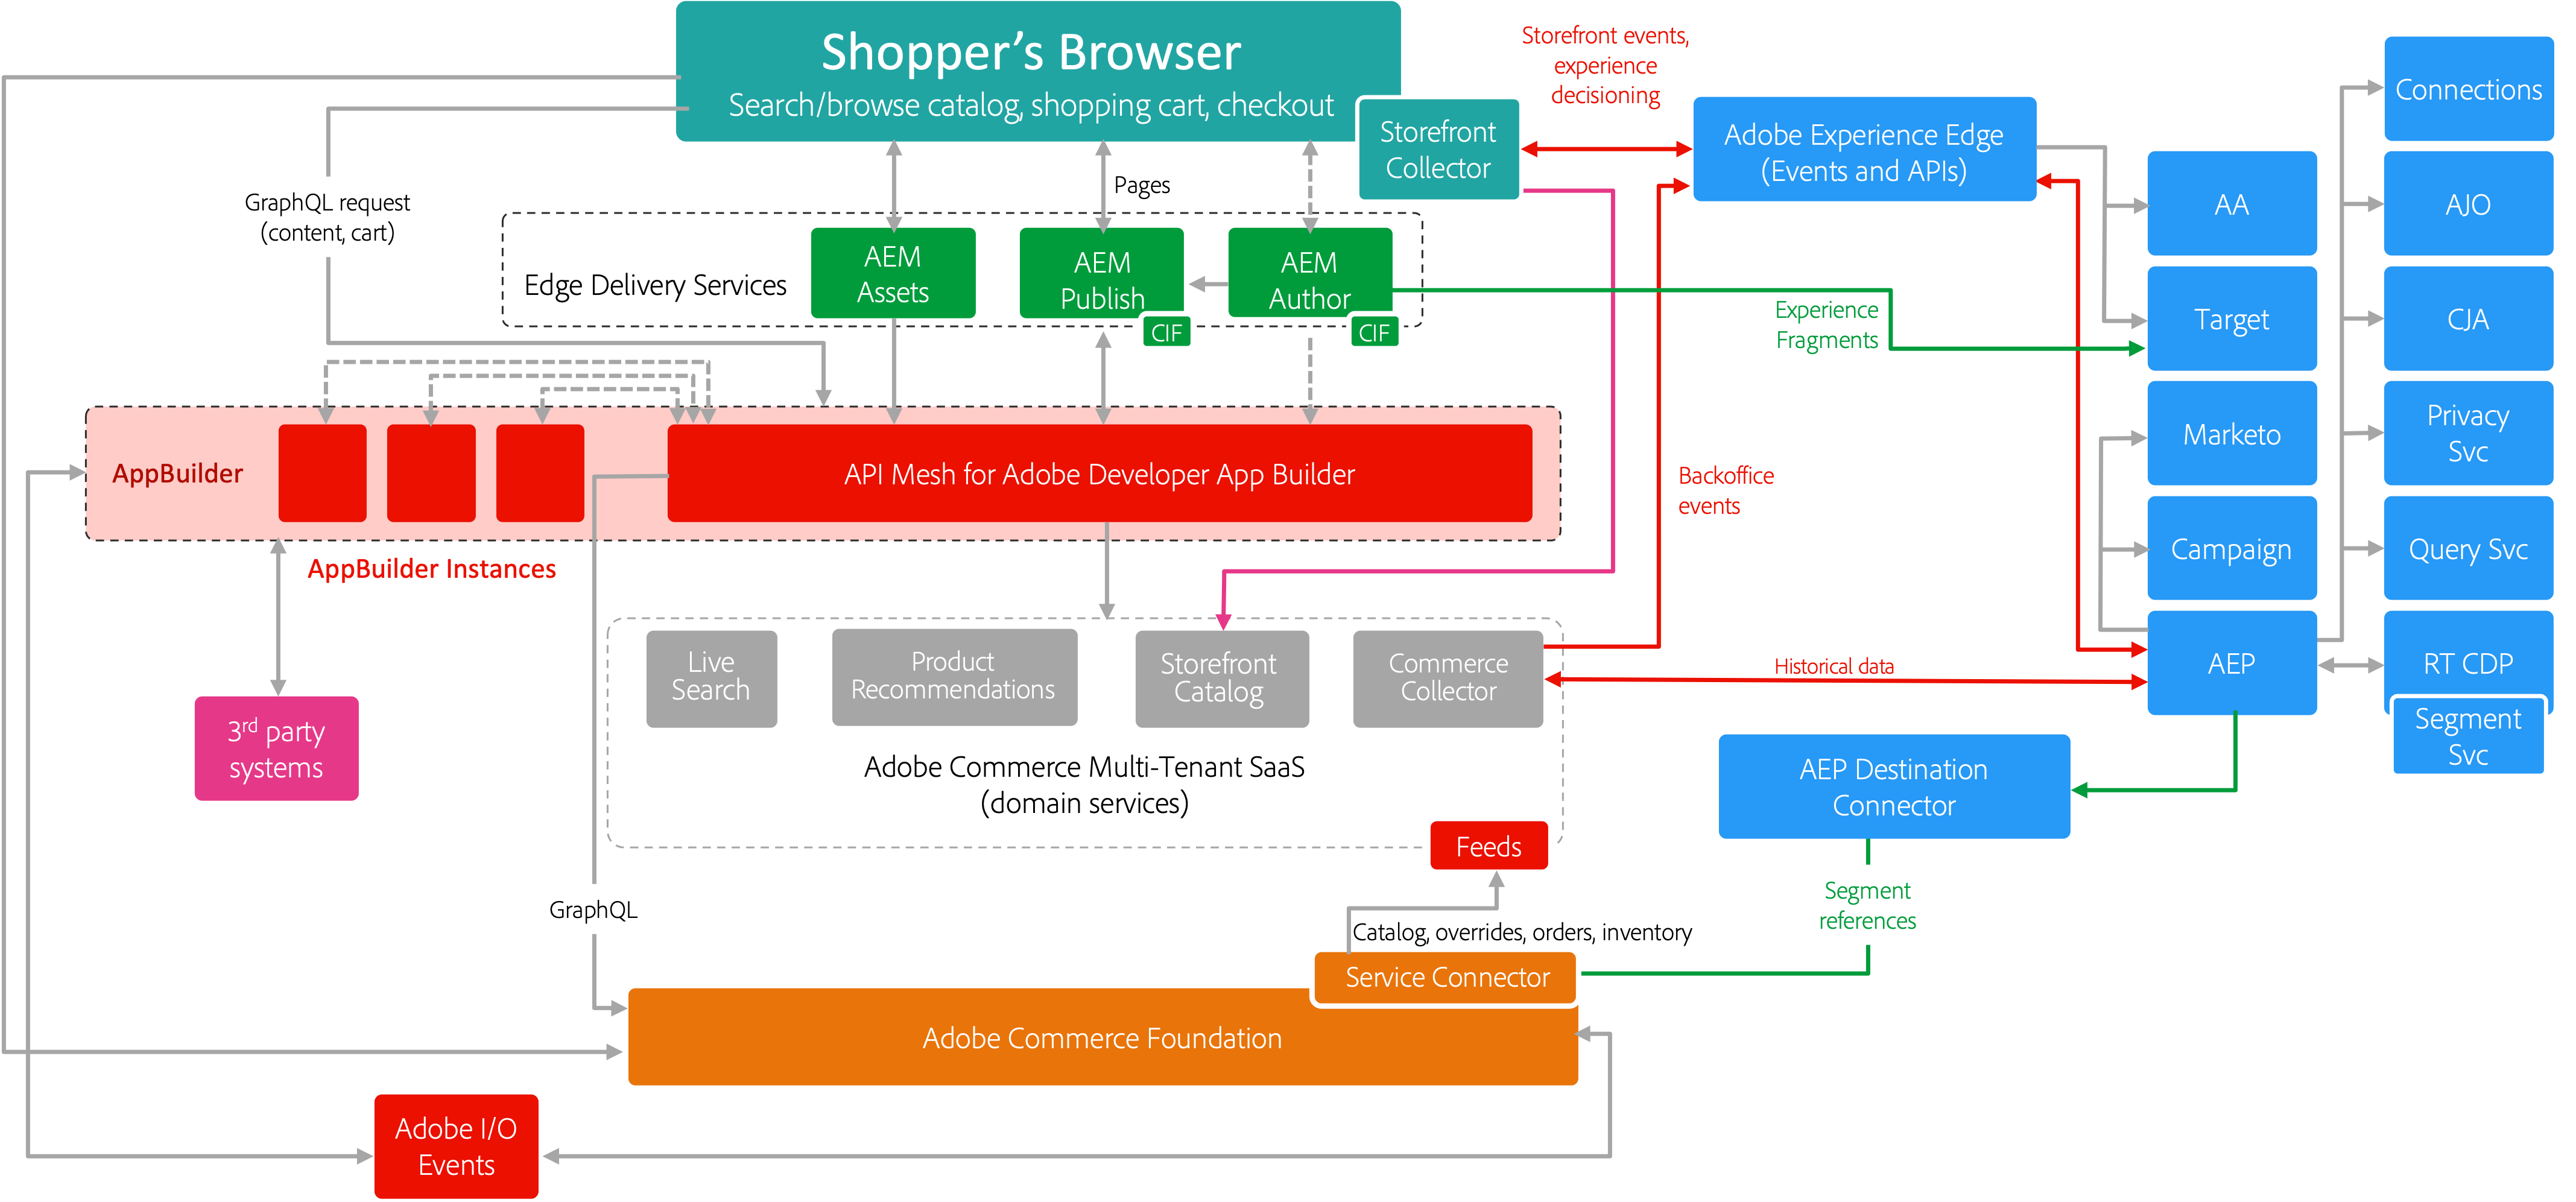 Shopper's Browser
Search/browse catalog, shopping cart, checkout
Storefront
Collector
Storefront events,
experience
decisioning
Adobe Experience Edge
(Events and APIs)
Connections
AA
AJO
Target
CJA
Marketo
Privacy
Svc
Campaign
Query Svc
AEP
RT CDP
Segment
Svc
GraphQL request
(content, cart)
Pages
Edge Delivery Services
AEM
Assets
AEM
Publish
CIF
AEM
Author
CIF
Experience
Fragments
AppBuilder
API Mesh for Adobe Developer App Builder
AppBuilder Instances
Backoffice
events
3rd party
systems
Live
Search
Product
Recommendations
Storefront
Catalog
Commerce
Collector
Historical data
Adobe Commerce Multi-Tenant SaaS
(domain services)
Feeds
AEP Destination
Connector
Segment
references
GraphQL
Catalog, overrides, orders, inventory
Service Connector
Adobe Commerce Foundation
Adobe I/O
Events